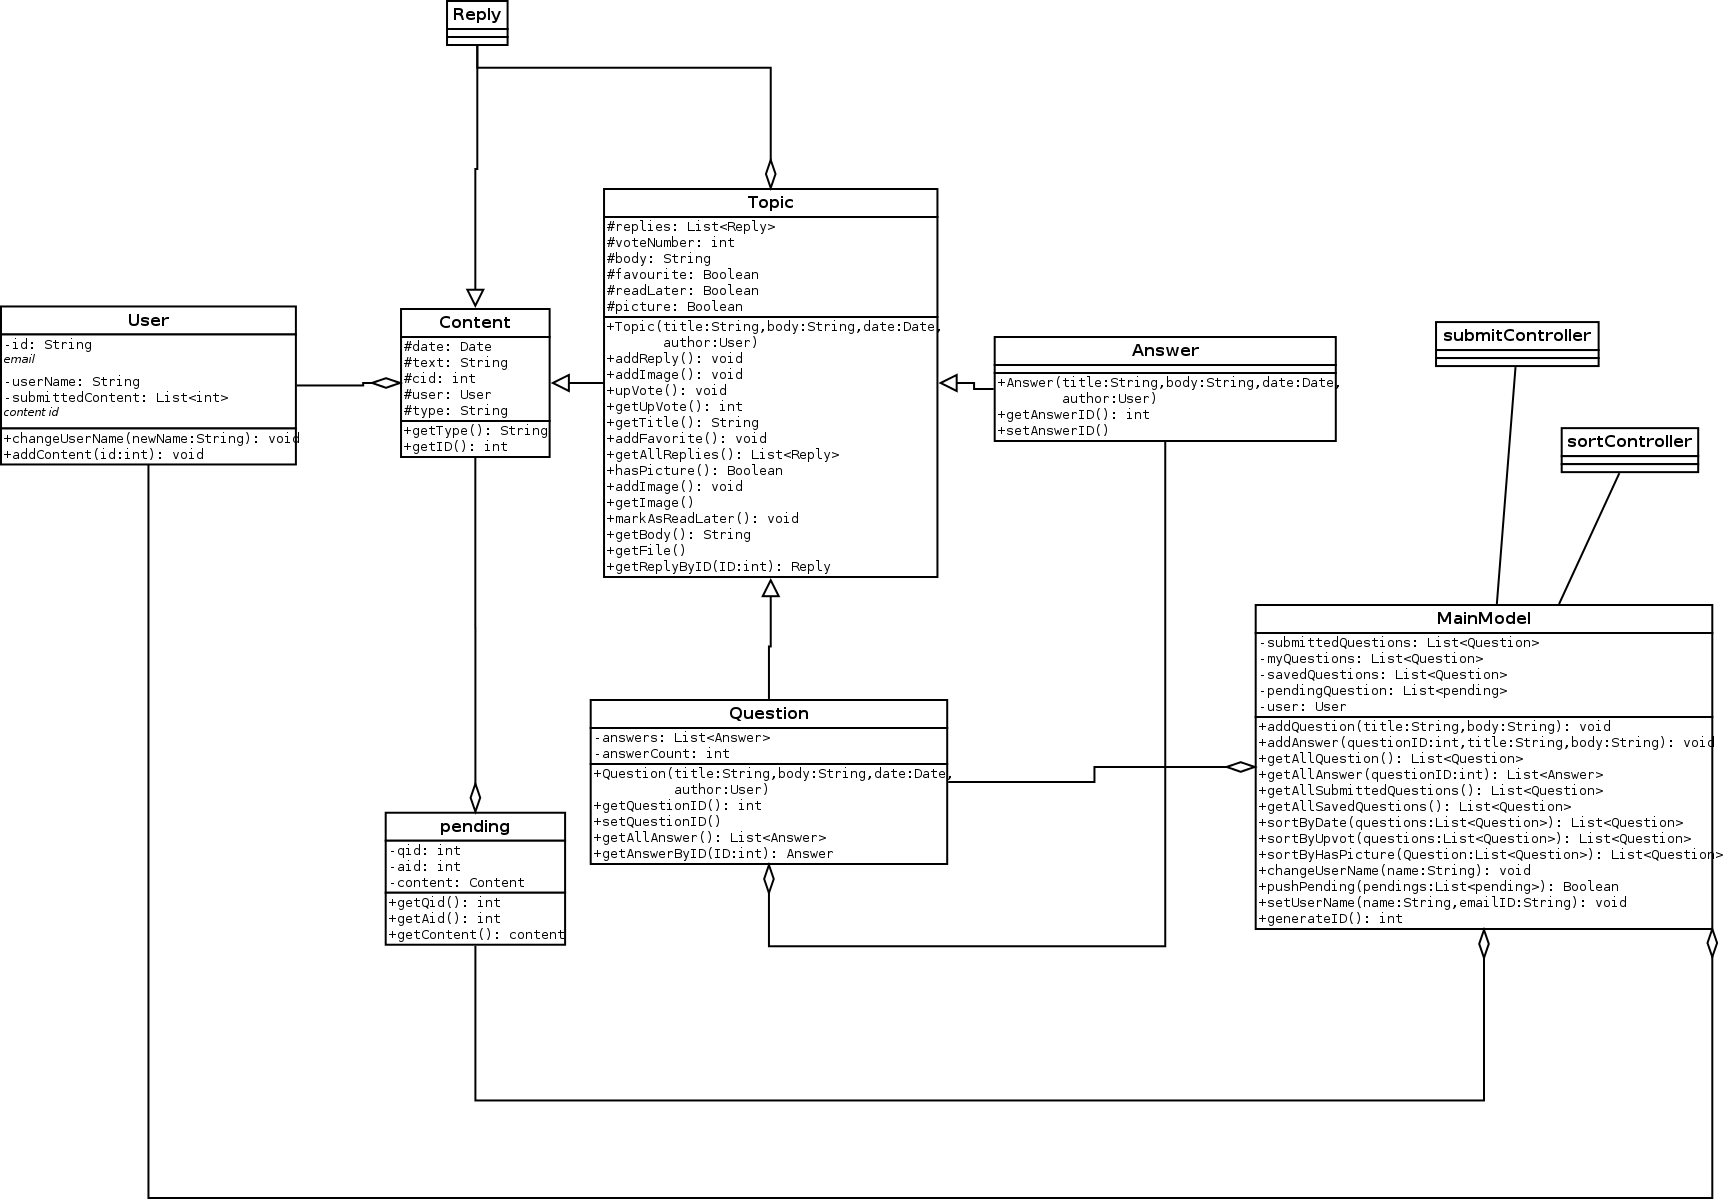 Reply
Topic
#replies: List<Reply>
#voteNumber: int
#body: String
#favourite: Boolean
#readLater: Boolean
#picture: Boolean
+Topic(title:String,body:String,date:Date,
author:User)
+addReply(): void
+addImage(): void
+upVote(): void
+getUpVote(): int
+getTitle(): String
+addFavorite(): void
+getAllReplies(): List<Reply>
+hasPicture(): Boolean
+addImage(): void
+getImage()
+markAsReadLater(): void
+getBody(): String
+getFile()
+getReplyByID(ID:int): Reply
User
-id: String
email
-userName: String
-submittedContent: List<int>
content id
+changeUserName(newName:String): void
+addContent(id:int): void
Content
#date: Date
#text: String
#cid: int
#user: User
#type: String
+getType(): String
+getID(): int
Answer
+Answer(title:String,body:String,date:Date,
author:User)
+getAnswerID(): int
+setAnswerID()
submitController
sortController
MainModel
-submittedQuestions: List<Question>
-myQuestions: List<Question>
-savedQuestions: List<Question>
-pendingQuestion: List<pending>
-user: User
+addQuestion(title:String,body:String): void
+addAnswer(questionID:int,title:String,body:String): void
+getAllQuestion(): List<Question>
+getAllAnswer(questionID:int): List<Answer>
+getAllSubmittedQuestions(): List<Question>
+getAllSavedQuestions(): List<Question>
+sortByDate(questions:List<Question>): List<Question>
+sortByUpvot(questions:List<Question>): List<Question>
+sortByHasPicture(Question:List<Question>): List<Question>
+changeUserName(name:String): void
+pushPending(pendings:List<pending>): Boolean
+setUserName(name:String,emailID:String): void
+generateID(): int
Question
-answers: List<Answer>
-answerCount: int
+Question(title:String,body:String,date:Date,
author:User)
+getQuestionID(): int
+setQuestionID()
+getAllAnswer(): List<Answer>
+getAnswerByID(ID:int): Answer
pending
-qid: int
-aid: int
-content: Content
+getQid(): int
+getAid(): int
+getContent(): content